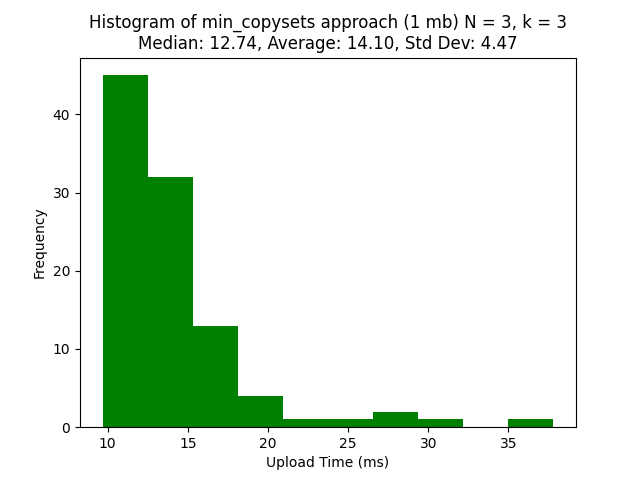 Histogram of min_copysets approach (1 mb) N = 3, k = 3
Median: 12.74, Average: 14.10, Std Dev: 4.47
40
30
20
10
0
Frequency
10 15 20 25 30 35
Upload Time (ms)